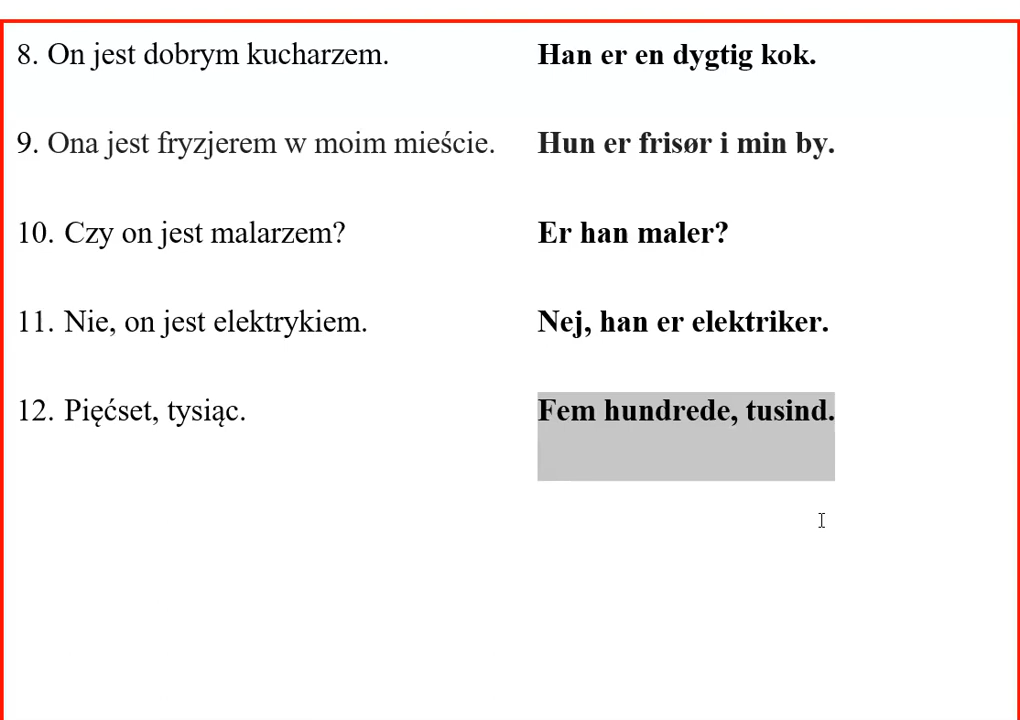 8. On jest dobrym kucharzem. Han er en dygtig kok.
9. Ona jest fryzjerem w moim mieście. Hun er frisør i min by.
10. Czy on jest malarzem? Er han maler?
11. Nie, on jest elektrykiem. Nej, han er elektriker.
12. Pięćset, tysiąc. Fem hundrede, tusind.